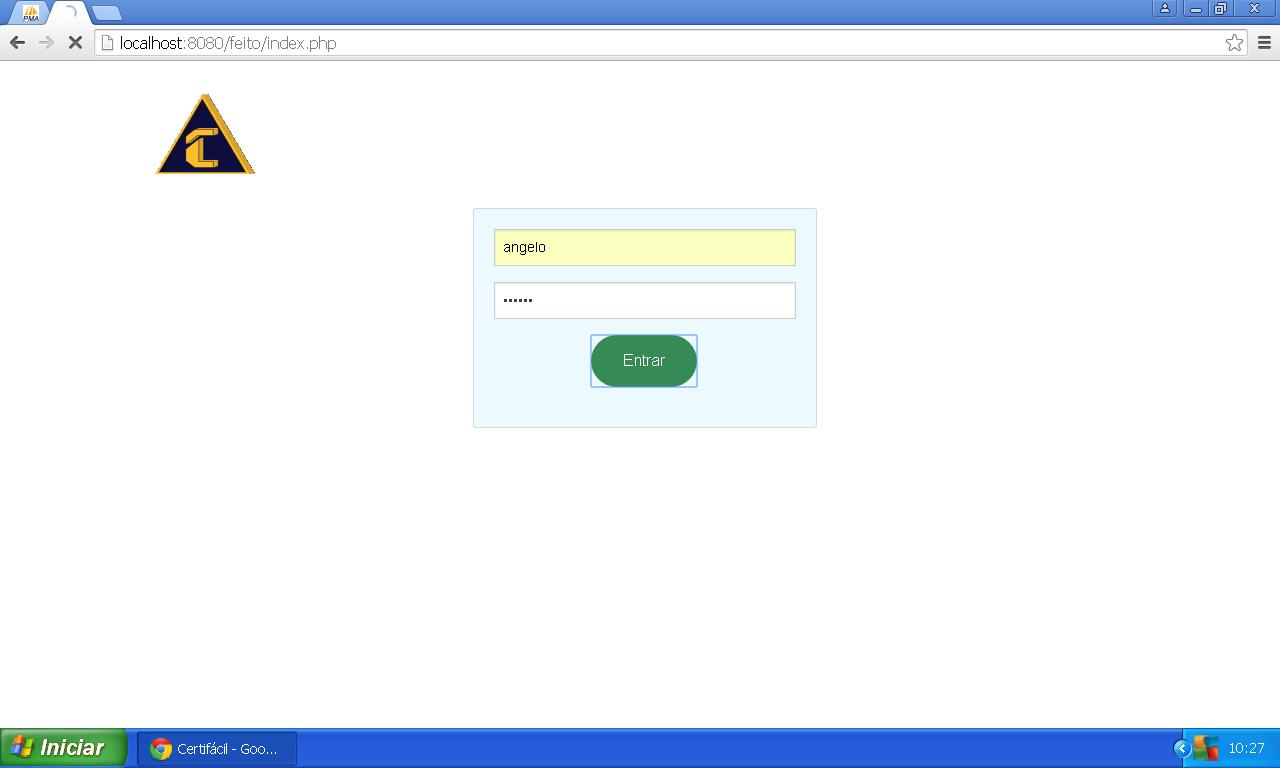 PMA
localhost:8080/feito/index.php
angelo
••••••
Entrar
Iniciar
Certifácil - Goo...
10:27